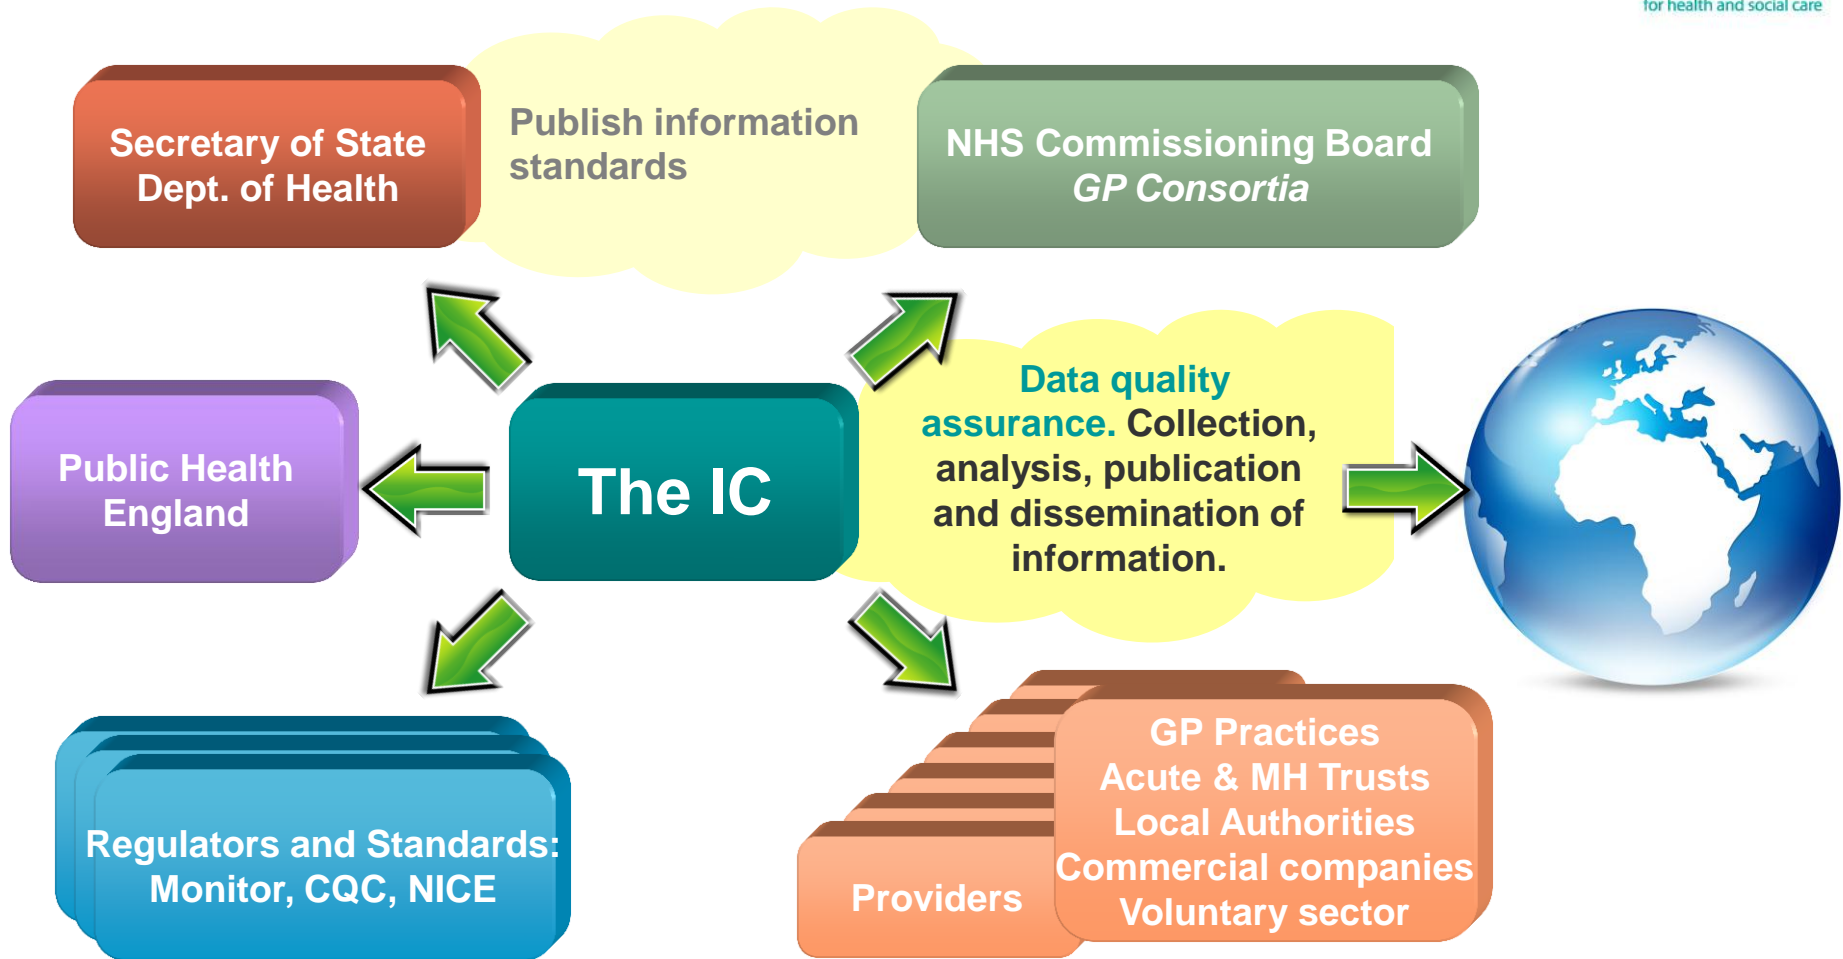 for health and social care
Secretary of State
Dept. of Health
Publish information
standards
NHS Commissioning Board
GP Consortia
Public Health
England
The IC
Data quality
assurance. Collection,
analysis, publication
and dissemination of
information.
Regulators and Standards:
Monitor, CQC, NICE
Providers
GP Practices
Acute & MH Trusts
Local Authorities
Commercial companies
Voluntary sector